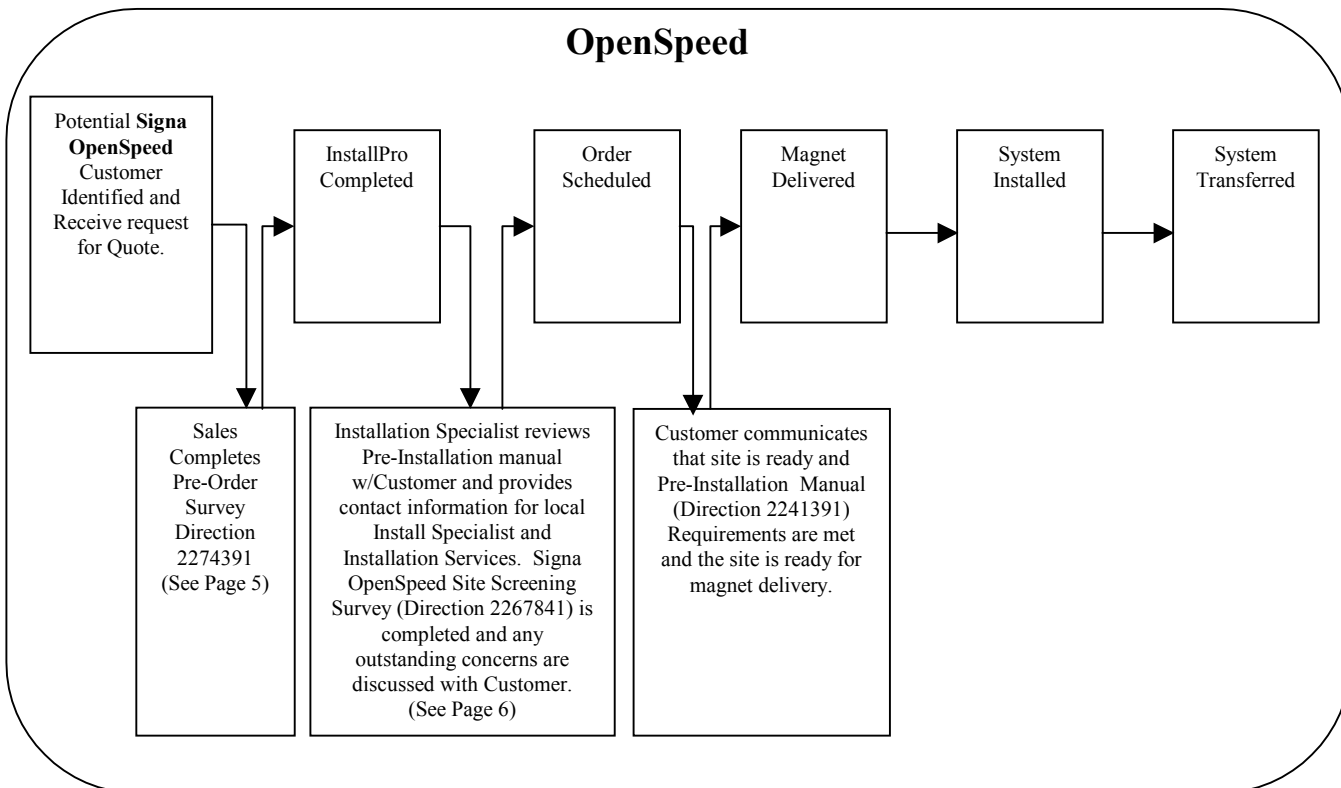 OpenSpeed
Potential Signa
OpenSpeed
Customer
Identified and
Receive request
for Quote.
InstallPro
Completed
Order
Scheduled
Magnet
Delivered
System
Installed
System
Transferred
Sales
Completes
Pre-Order
Survey
Direction
2274391
(See Page 5)
Installation Specialist reviews
Pre-Installation manual
w/Customer and provides
contact information for local
Install Specialist and
Installation Services. Signa
OpenSpeed Site Screening
Survey (Direction 2267841) is
completed and any
outstanding concerns are
discussed with Customer.
(See Page 6)
Customer communicates
that site is ready and
Pre-Installation Manual
(Direction 2241391)
Requirements are met
and the site is ready for
magnet delivery.